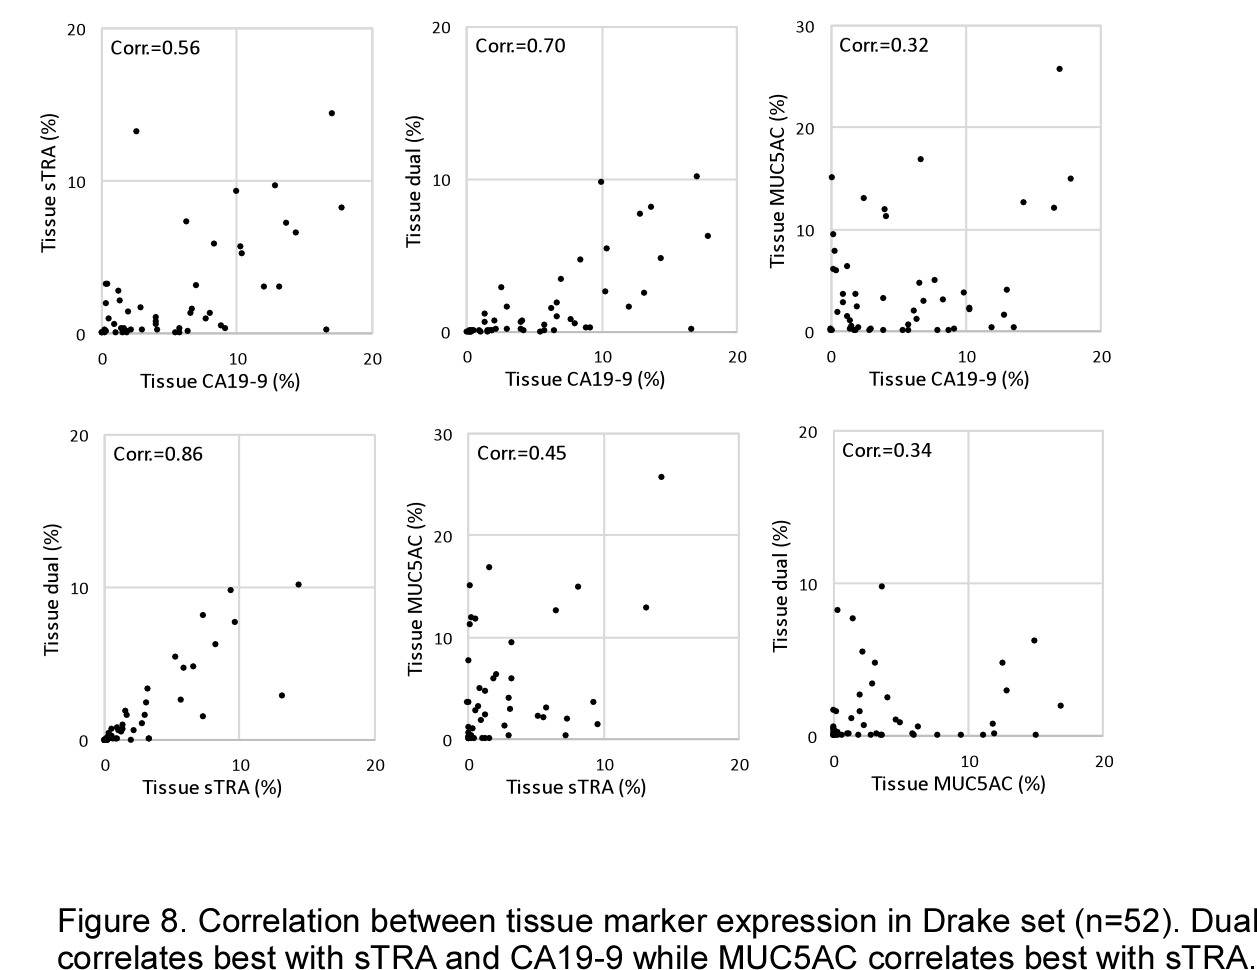 20
Corr.=0.56
10
0
0 10 20
Tissue sTRA (%)
Tissue CA19-9 (%)
20
Corr.=0.70
10
0
0 10 20
Tissue dual (%)
Tissue CA19-9 (%)
30
Corr.=0.32
20
10
0
0 10 20
Tissue MUC5AC (%)
Tissue CA19-9 (%)
20
Corr.=0.86
10
0
0 10 20
Tissue dual (%)
Tissue sTRA (%)
30
Corr.=0.45
20
10
0
0 10 20
Tissue MUC5AC (%)
Tissue sTRA (%)
20
Corr.=0.34
10
0
0 10 20
Tissue dual (%)
Tissue MUC5AC (%)
Figure 8. Correlation between tissue marker expression in Drake set (n=52). Dual
correlates best with sTRA and CA19-9 while MUC5AC correlates best with sTRA.